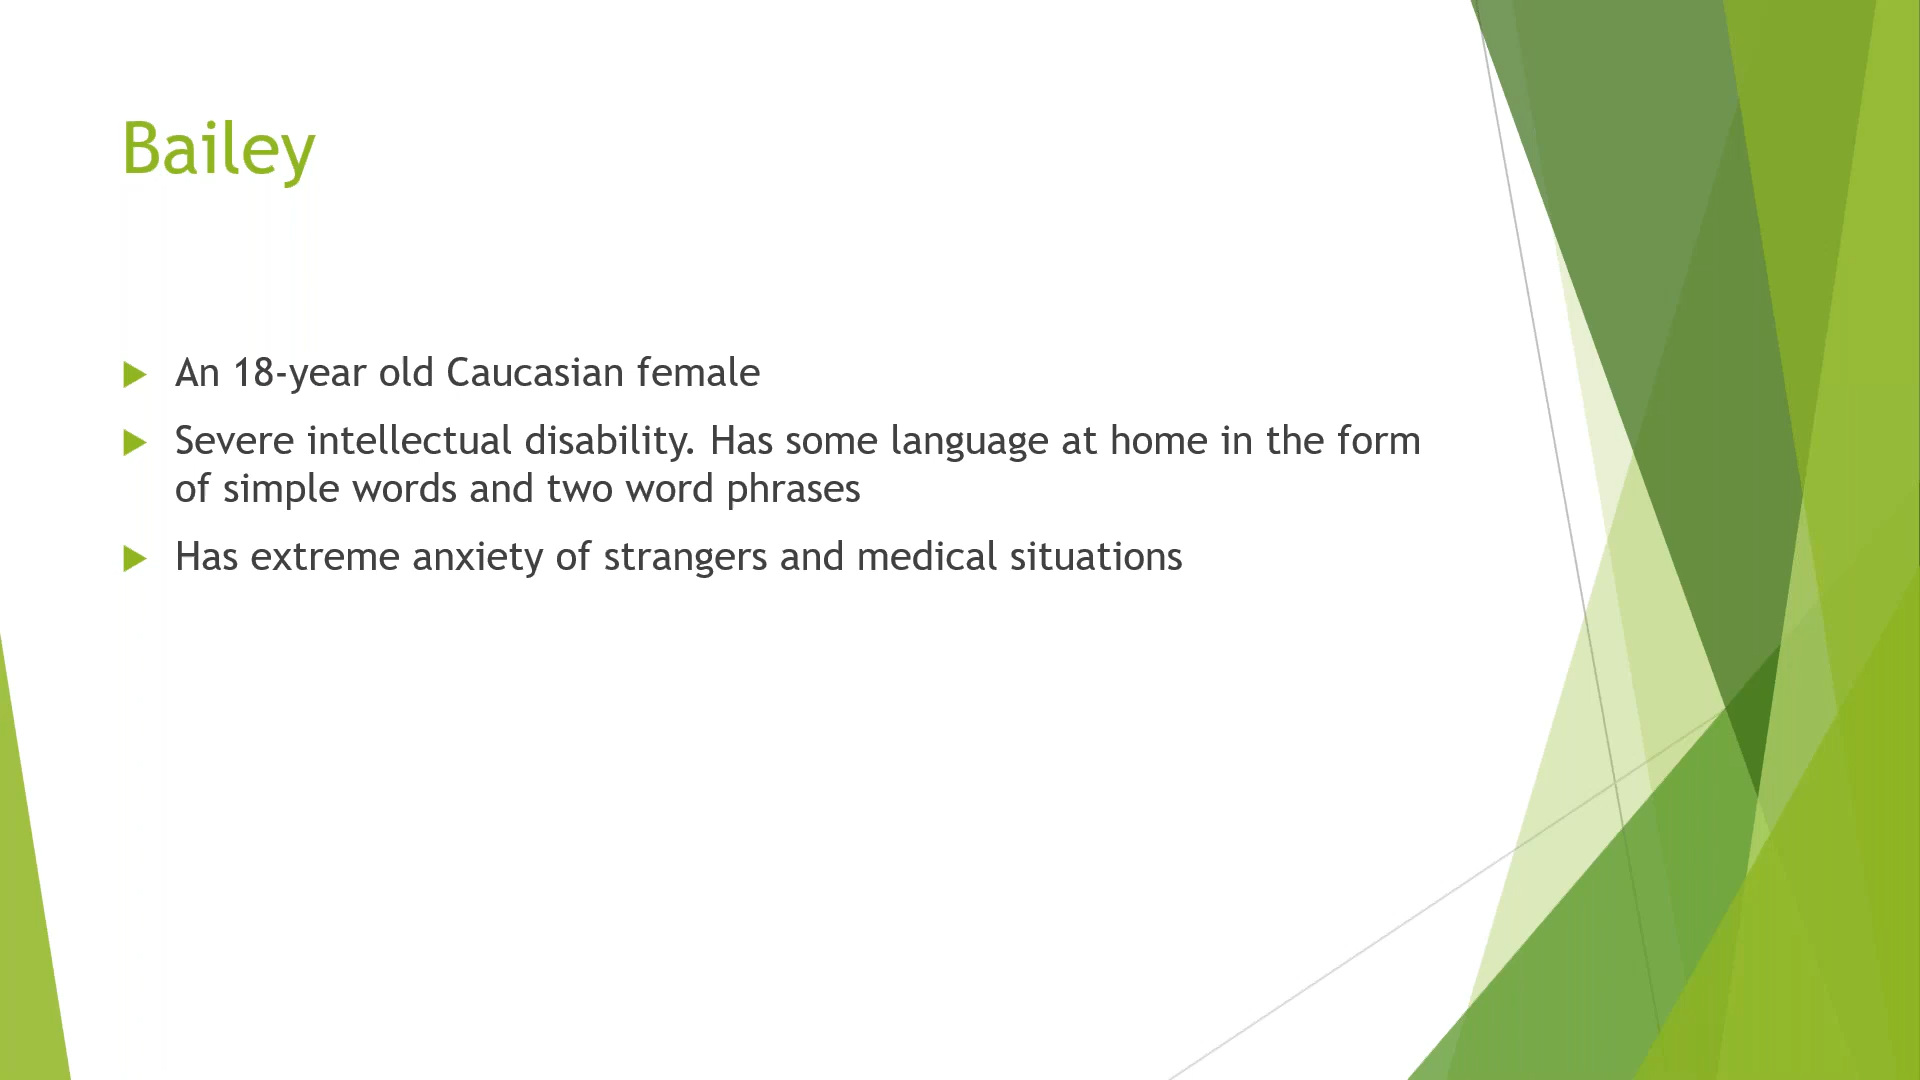 Bailey
An 18-year old Caucasian female
Severe intellectual disability. Has some language at home in the form
of simple words and two word phrases
Has extreme anxiety of strangers and medical situations